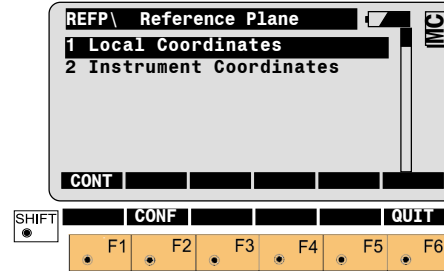 REFP\ Reference Plane
MC
1 Local Coordinates
2 Instrument Coordinates
CONT
SHIFT CONF QUIT
F1 F2 F3 F4 F5 F6